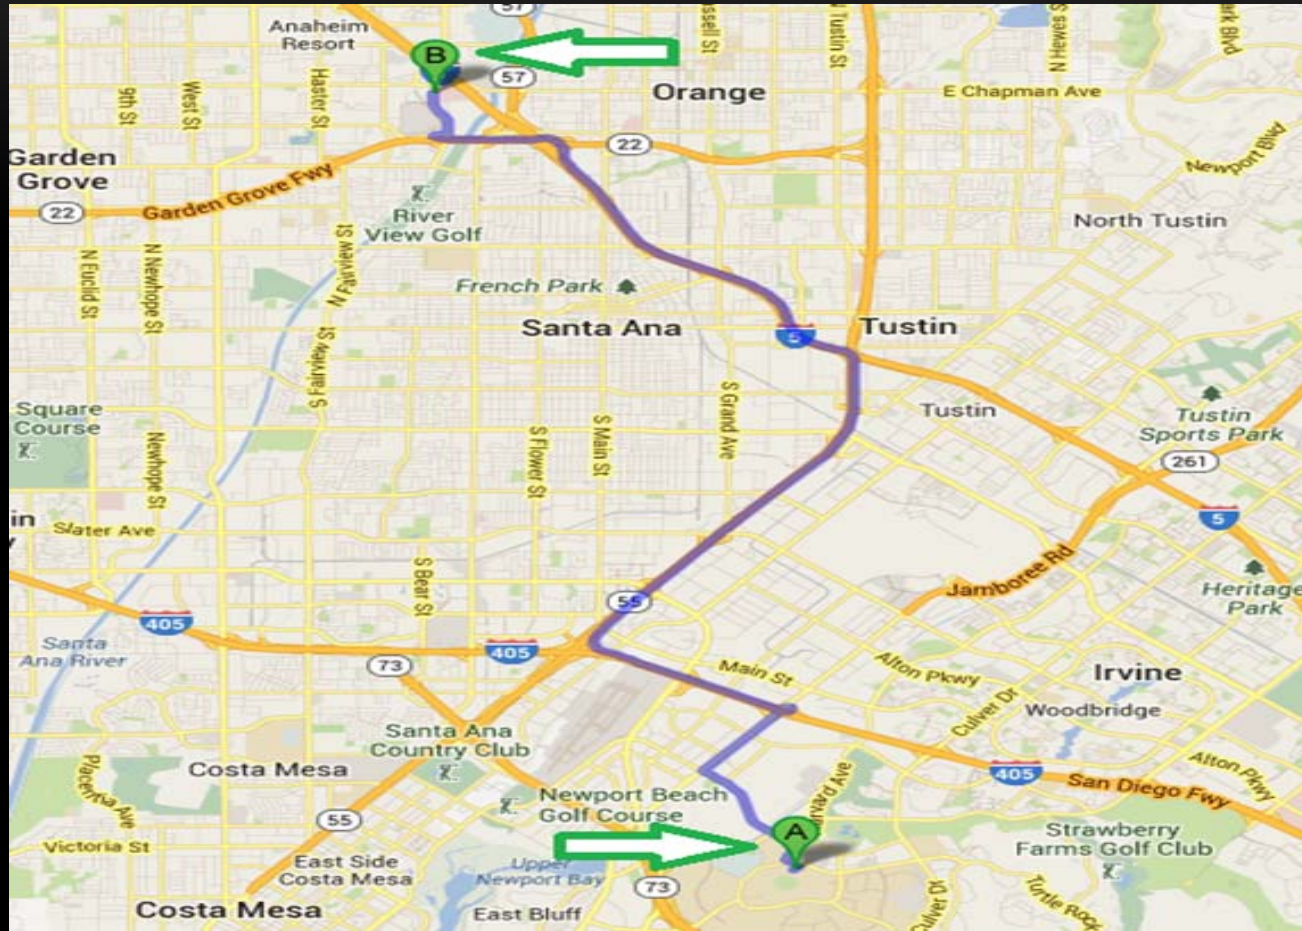 57
Anaheim
Resort
B
57
Orange
E Chapman Ave
N Tustin St
N Hewes S
9th St
West St
Haster St
22
Newport Blvd
Garden
Grove
Garden Grove Fwy
22
River
View Golf
North Tustin
N Euclid St
N Newhope St
N Fairview St
French Park
Santa Ana
5
Tustin
S Fairview St
Square
Course
Newhope St
S Flower St
S Main St
S Grand Ave
Tustin
Tustin
Sports Park
261
in
Slater Ave
5
S Bear St
55
Jamboree Rd
Heritage
Park
405
Santa
Ana River
73
405
Main St
Alton Pkwy
Irvine
Culver Dr
Woodbridge
Santa Ana
Country Club
Costa Mesa
Placentia Ave
405
San Diego Fwy
Alton Pkwy
Newport Beach
Golf Course
A
55
Victoria St
Strawberry
Farms Golf Club
East Side
Costa Mesa
Upper
Newport Bay
73
Culver D
Turtle Rock
Costa Mesa
East Bluff